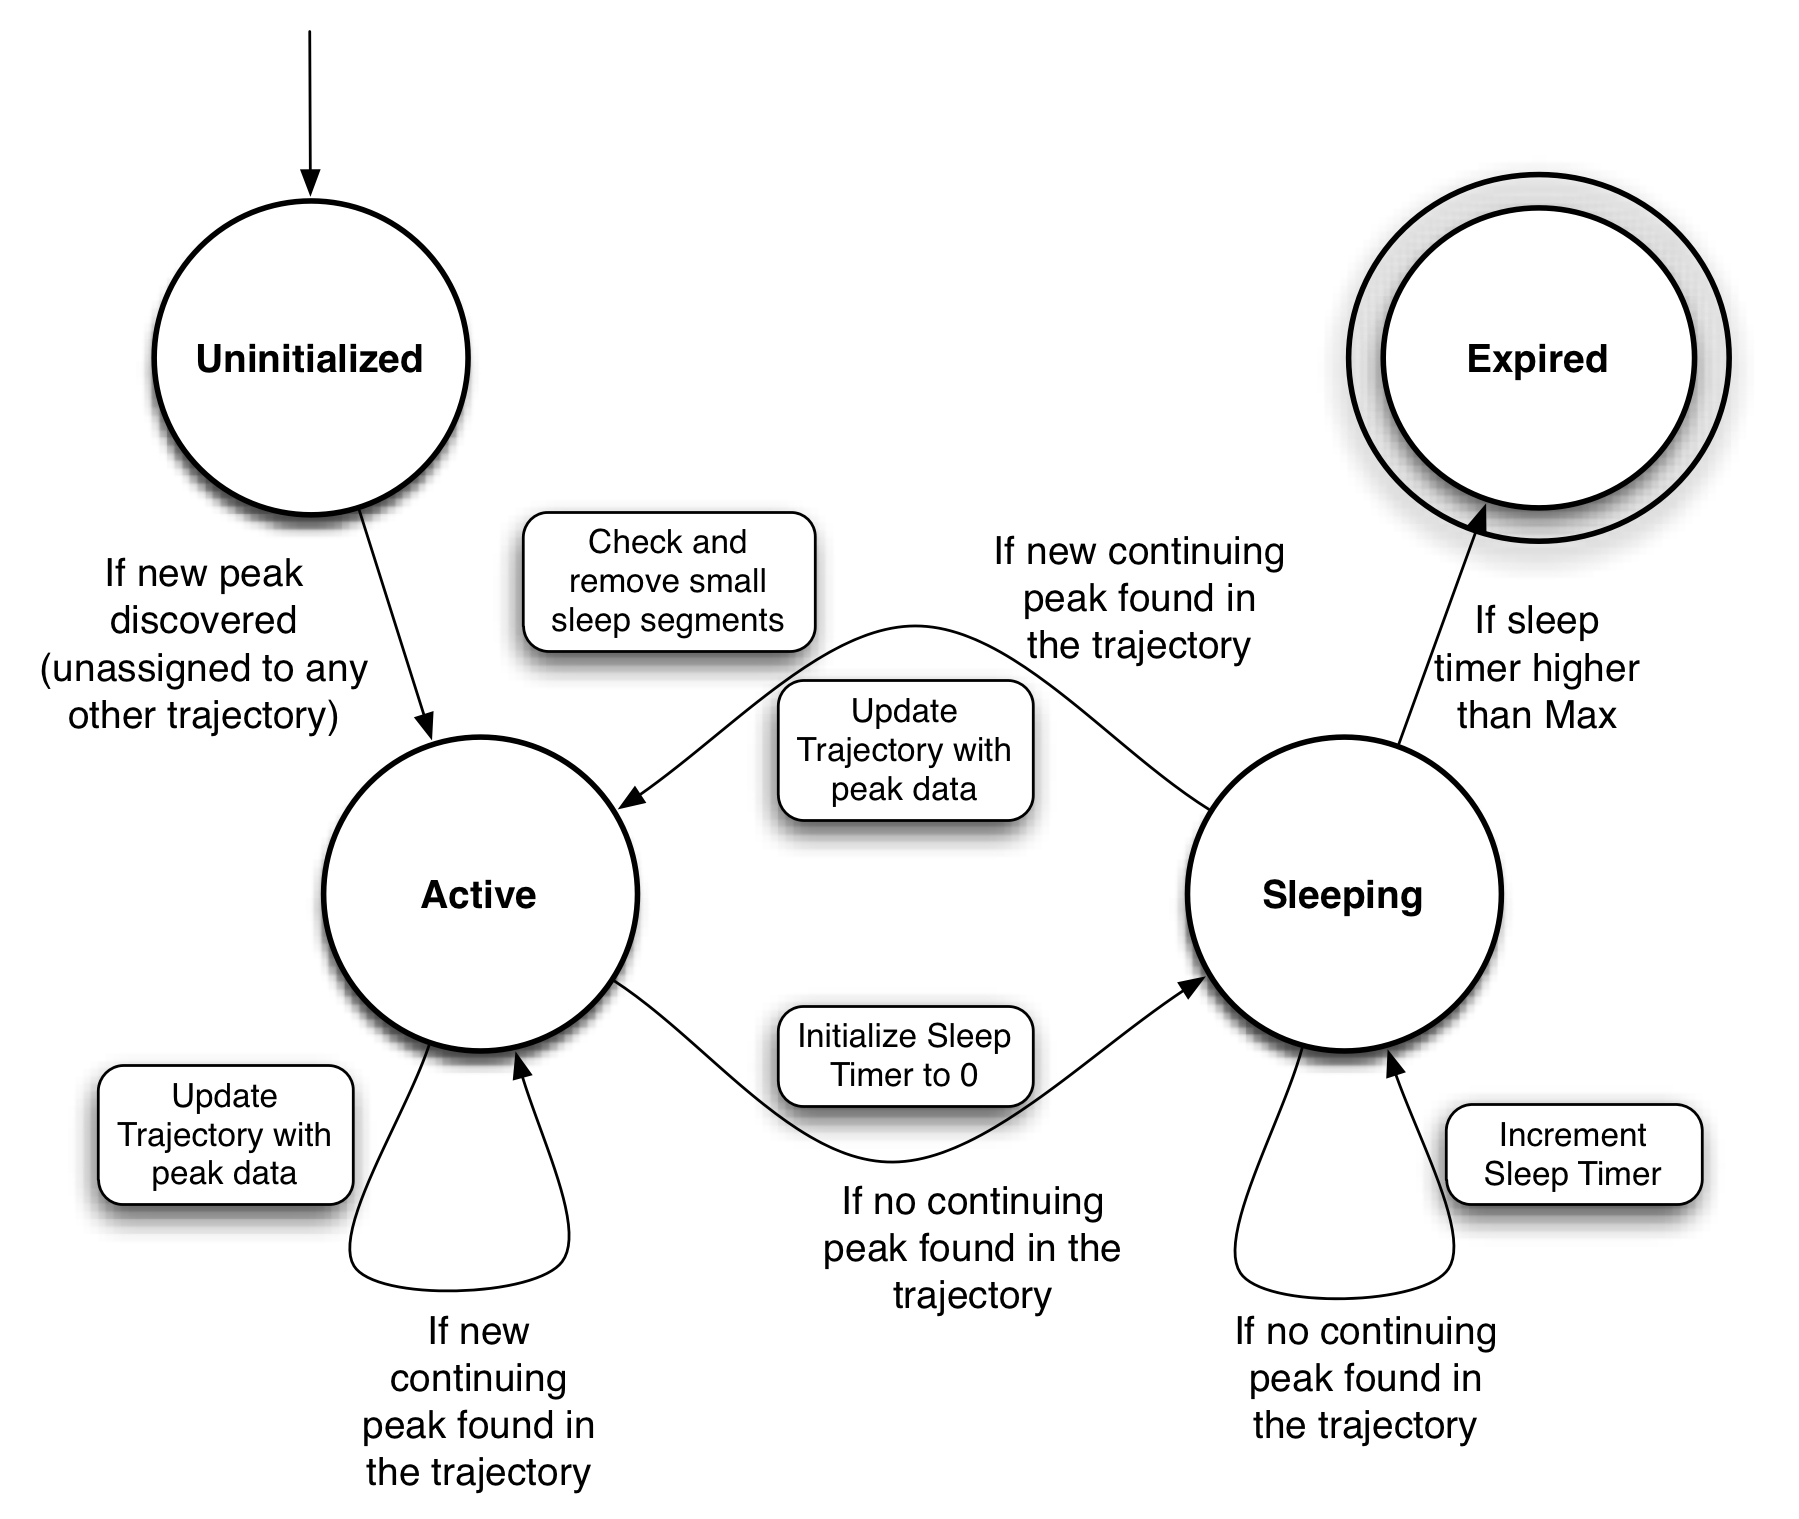 Uninitialized
Expired
If new peak
discovered
(unassigned to any
other trajectory)
Check and
remove small
sleep segments
If new continuing
peak found in
the trajectory
If sleep
timer higher
than Max
Update
Trajectory with
peak data
Active
Sleeping
Initialize Sleep
Timer to 0
Update
Trajectory with
peak data
Increment
Sleep Timer
If no continuing
peak found in the
trajectory
If new
continuing
peak found in
the trajectory
If no continuing
peak found in
the trajectory